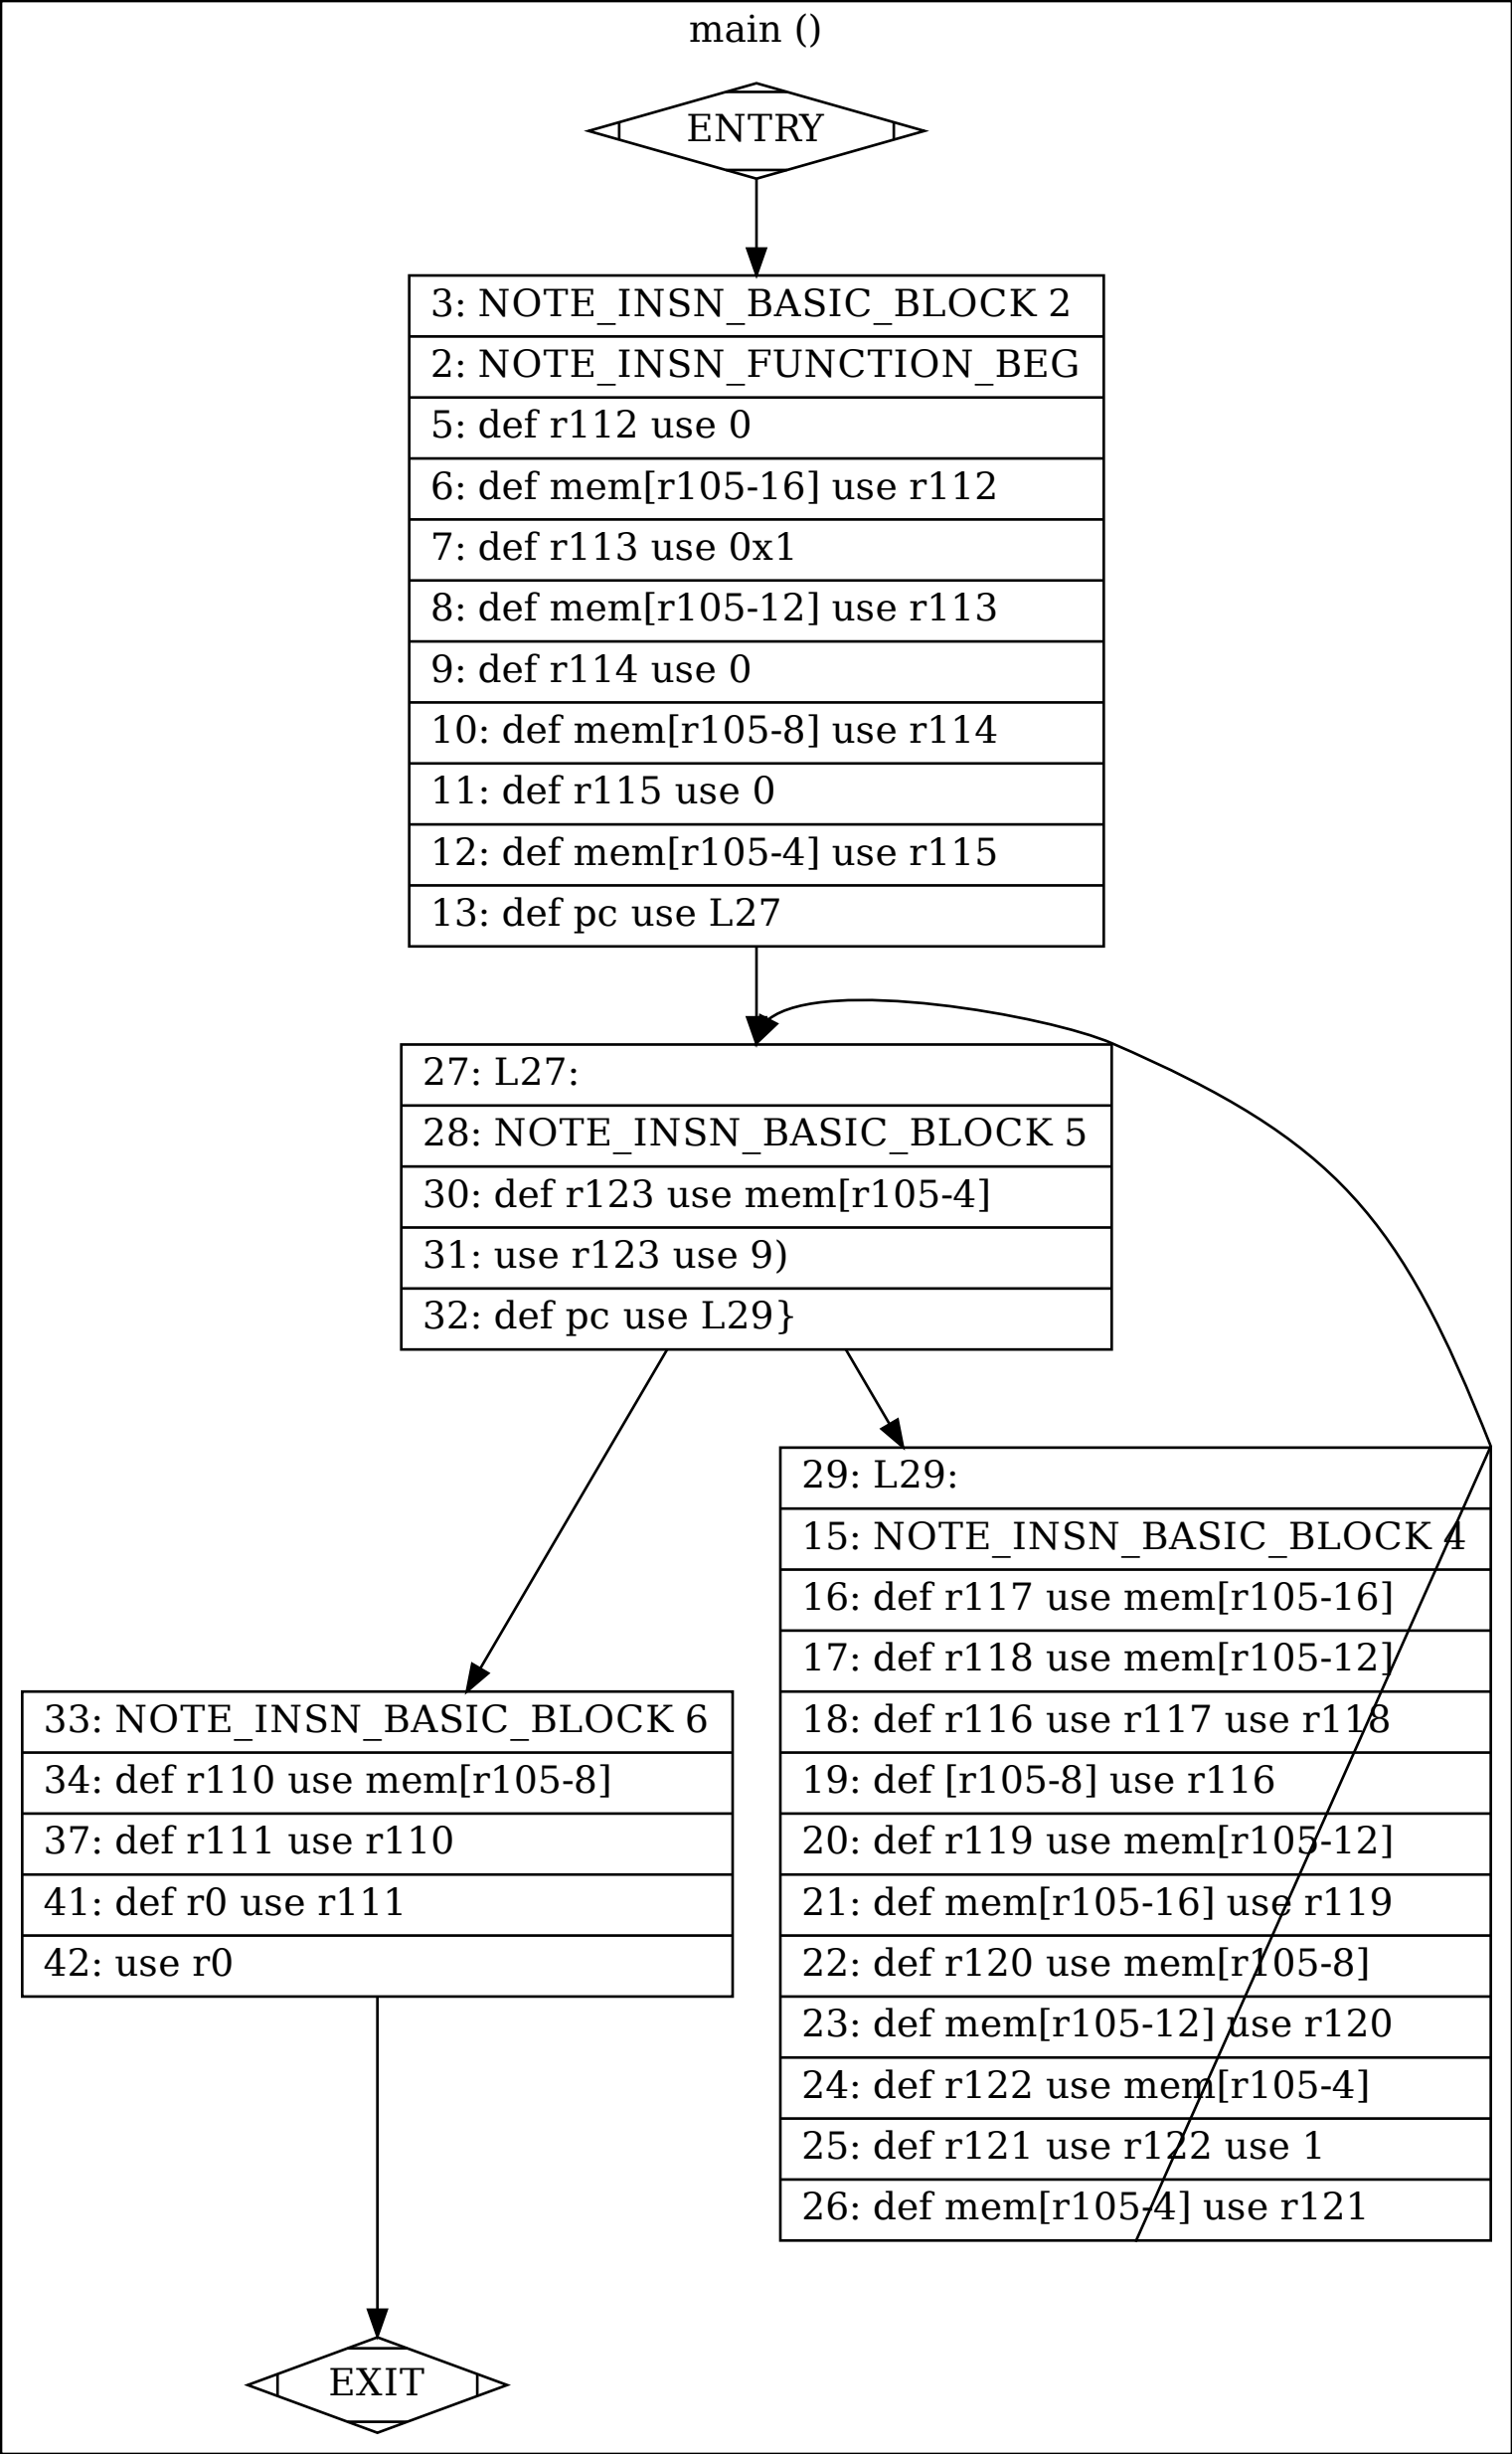 main ()
ENTRY
3: NOTE_INSN_BASIC_BLOCK 2
2: NOTE_INSN_FUNCTION_BEG
5: def r112 use 0
6: def mem[r105-16] use r112
7: def r113 use 0x1
8: def mem[r105-12] use r113
9: def r114 use 0
10: def mem[r105-8] use r114
11: def r115 use 0
12: def mem[r105-4] use r115
13: def pc use L27
27: L27:
28: NOTE_INSN_BASIC_BLOCK 5
30: def r123 use mem[r105-4]
31: use r123 use 9)
32: def pc use L29}
29: L29:
15: NOTE_INSN_BASIC_BLOCK 4
16: def r117 use mem[r105-16]
17: def r118 use mem[r105-12]
18: def r116 use r117 use r118
19: def [r105-8] use r116
20: def r119 use mem[r105-12]
21: def mem[r105-16] use r119
22: def r120 use mem[r105-8]
23: def mem[r105-12] use r120
24: def r122 use mem[r105-4]
25: def r121 use r122 use 1
26: def mem[r105-4] use r121
33: NOTE_INSN_BASIC_BLOCK 6
34: def r110 use mem[r105-8]
37: def r111 use r110
41: def r0 use r111
42: use r0
EXIT